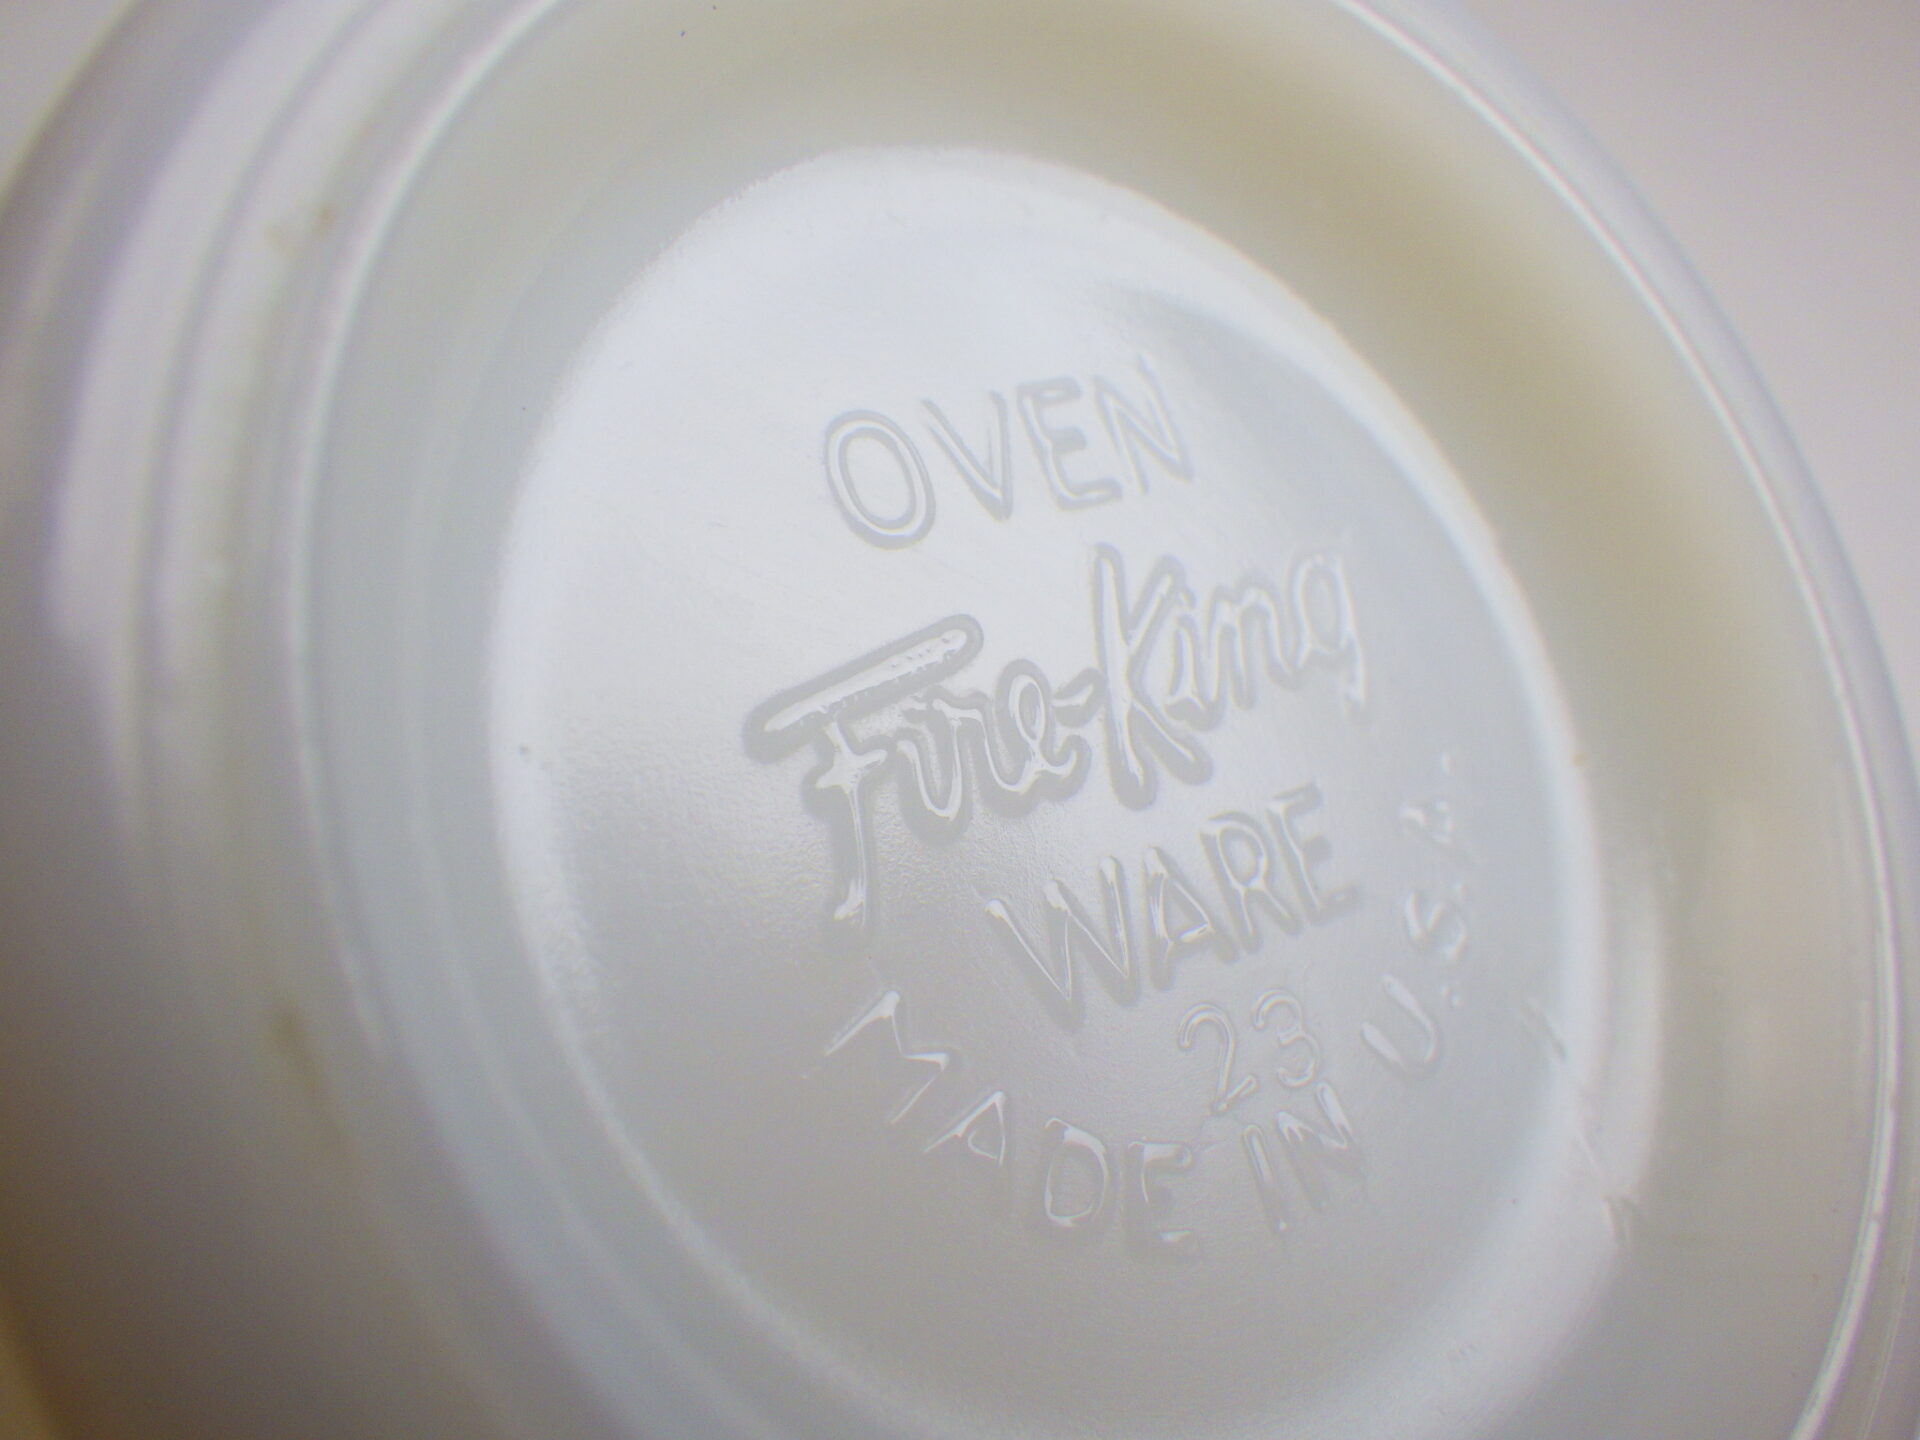 OVEN
Fire-King
WARE
23
MADE IN U.S.A.